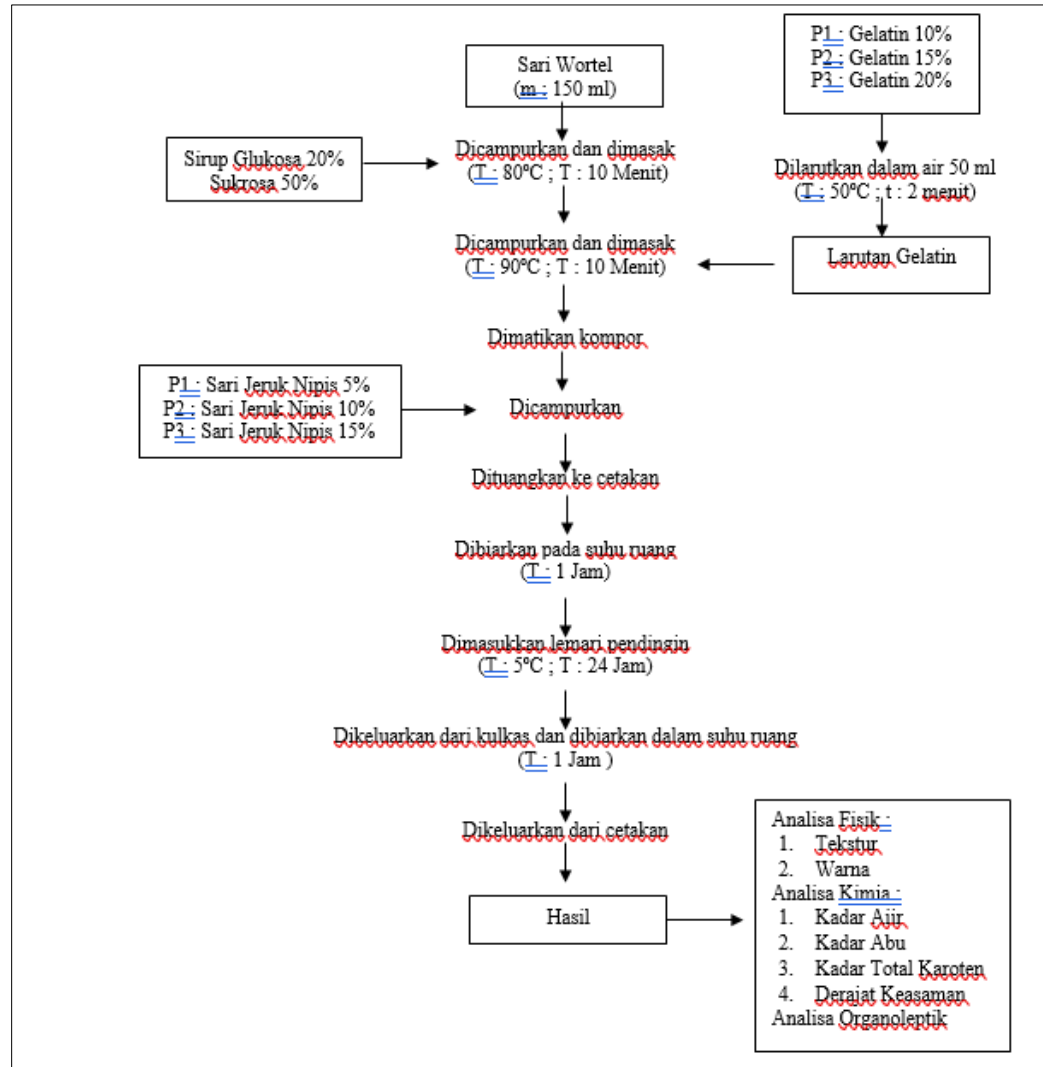 P1 : Gelatin 10%
P2 : Gelatin 15%
P3 : Gelatin 20%
Sari Wortel
(m : 150 ml)
Sirup Glukosa 20%
Sukrosa 50%
Dicampurkan dan dimasak
(T : 80ºC ; T : 10 Menit)
Dilarutkan dalam air 50 ml
(T : 50ºC ; t : 2 menit)
Dicampurkan dan dimasak
(T : 90ºC ; T : 10 Menit)
Larutan Gelatin
Dimatikan kompor
P1 : Sari Jeruk Nipis 5%
P2 : Sari Jeruk Nipis 10%
P3 : Sari Jeruk Nipis 15%
Dicampurkan
Dituangkan ke cetakan
Dibiarkan pada suhu ruang
(T : 1 Jam)
Dimasukkan lemari pendingin
(T : 5ºC ; T : 24 Jam)
Dikeluarkan dari kulkas dan dibiarkan dalam suhu ruang
(T : 1 Jam )
Dikeluarkan dari cetakan
Hasil
Analisa Fisik :
1. Tekstur
2. Warna
Analisa Kimia :
1. Kadar Ajir
2. Kadar Abu
3. Kadar Total Karoten
4. Derajat Keasaman
Analisa Organoleptik